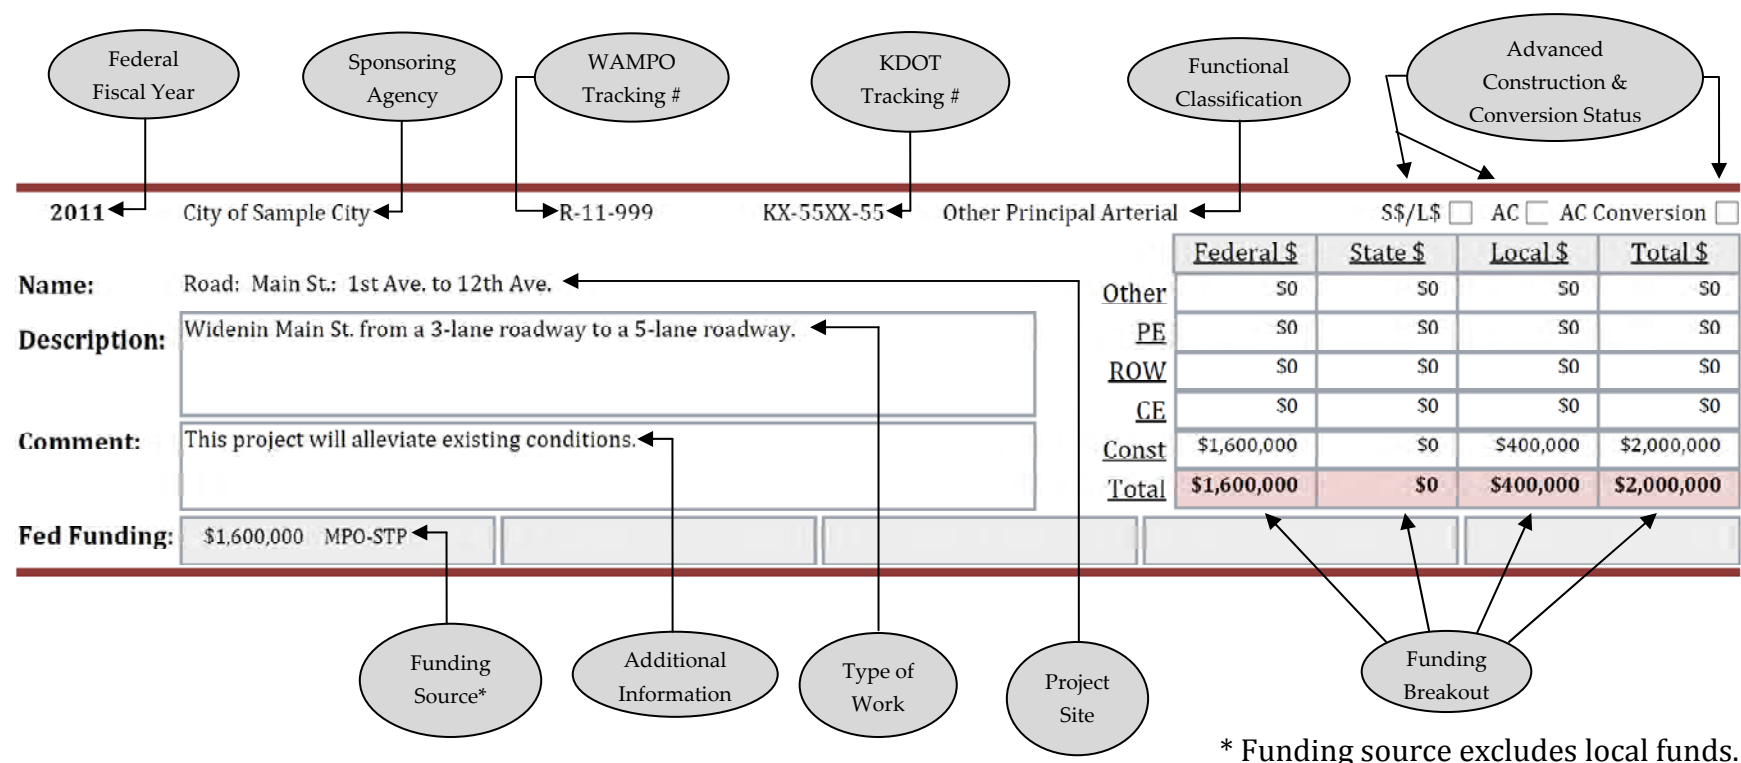 Federal
Fiscal Year
Sponsoring
Agency
WAMPO
Tracking #
KDOT
Tracking #
Functional
Classification
Advanced
Construction &
Conversion Status
2011 City of Sample City R-11-999 KX-55XX-55 Other Principal Arterial S$/L$ AC AC Conversion
Federal $ State $ Local $ Total $
Name: Road: Main St.: 1st Ave. to 12th Ave.
Other $0 $0 $0 $0
Description: Widenin Main St. from a 3-lane roadway to a 5-lane roadway.
PE $0 $0 $0 $0
ROW $0 $0 $0 $0
CE $0 $0 $0 $0
Comment: This project will alleviate existing conditions.
Const $1,600,000 $0 $400,000 $2,000,000
Total $1,600,000 $0 $400,000 $2,000,000
Fed Funding: $1,600,000 MPO-STP
Funding
Source*
Additional
Information
Type of
Work
Project
Site
Funding
Breakout
* Funding source excludes local funds.